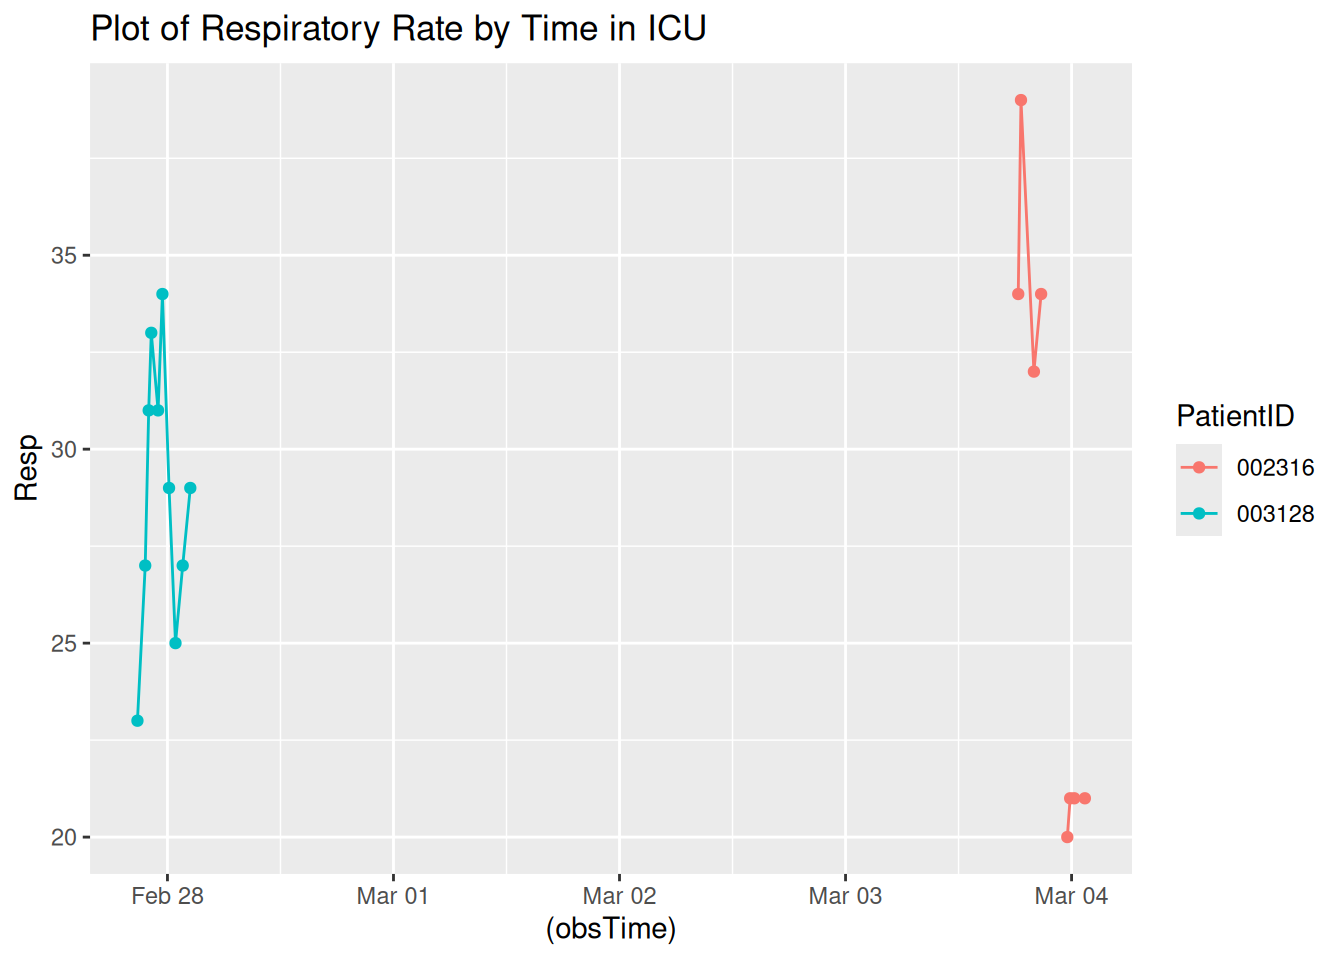 Plot of Respiratory Rate by Time in ICU
Resp
35
30
25
20
Feb 28
Mar 01
Mar 02
Mar 03
Mar 04
(obsTime)
PatientID
002316
003128